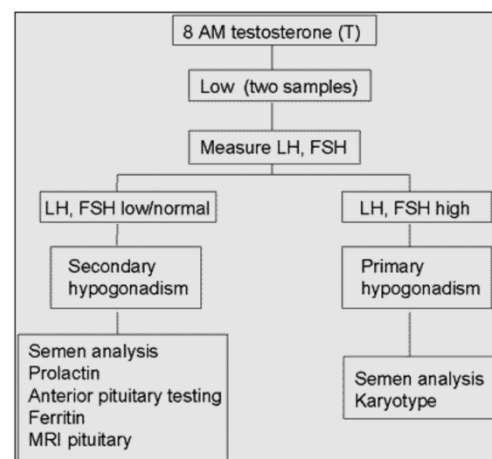 8 AM testosterone (T)
Low (two samples)
Measure LH, FSH
LH, FSH low/normal
LH, FSH high
Secondary
hypogonadism
Primary
hypogonadism
Semen analysis
Prolactin
Anterior pituitary testing
Ferritin
MRI pituitary
Semen analysis
Karyotype